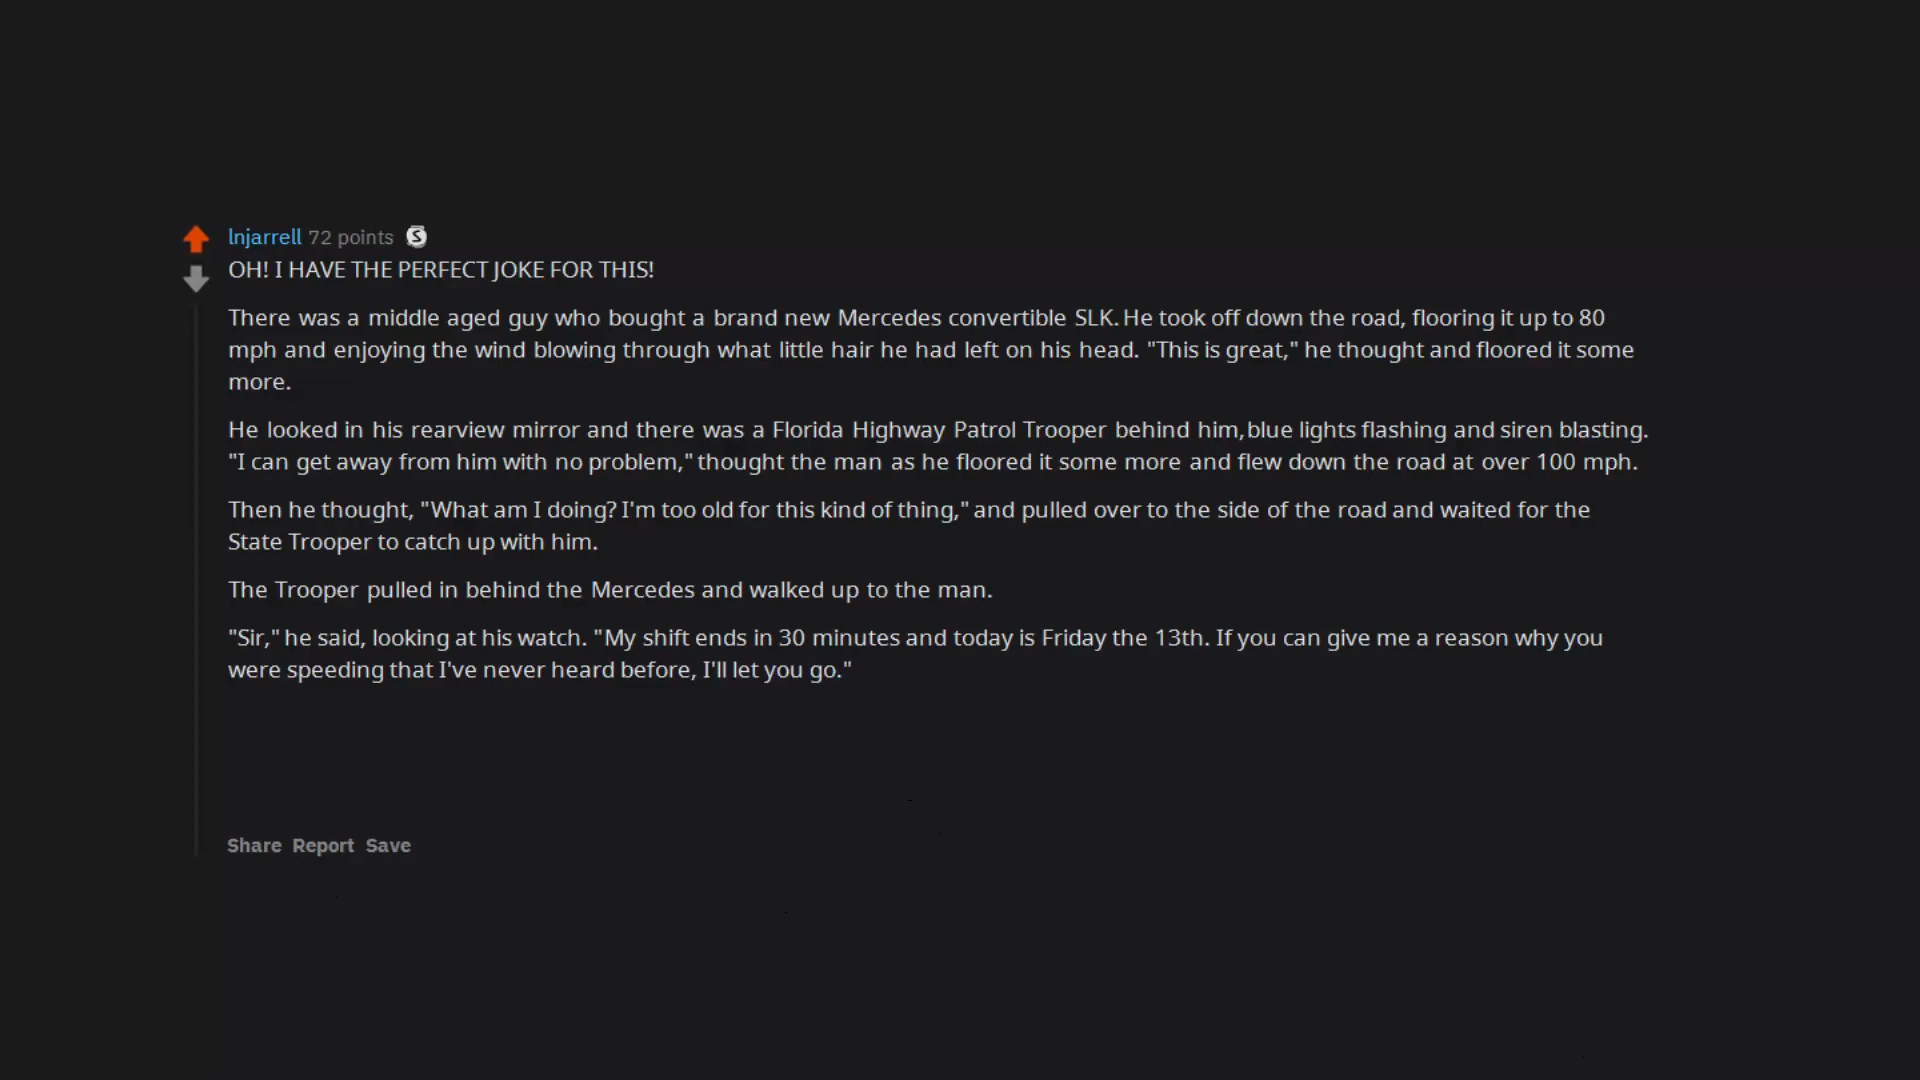 lnjarrell 72 points S
OH! I HAVE THE PERFECT JOKE FOR THIS!
There was a middle aged guy who bought a brand new Mercedes convertible SLK. He took off down the road, flooring it up to 80
mph and enjoying the wind blowing through what little hair he had left on his head. "This is great," he thought and floored it some
more.
He looked in his rearview mirror and there was a Florida Highway Patrol Trooper behind him, blue lights flashing and siren blasting.
"I can get away from him with no problem," thought the man as he floored it some more and flew down the road at over 100 mph.
Then he thought, "What am I doing? I'm too old for this kind of thing," and pulled over to the side of the road and waited for the
State Trooper to catch up with him.
The Trooper pulled in behind the Mercedes and walked up to the man.
"Sir," he said, looking at his watch. "My shift ends in 30 minutes and today is Friday the 13th. If you can give me a reason why you
were speeding that I've never heard before, I'll let you go."
Share Report Save